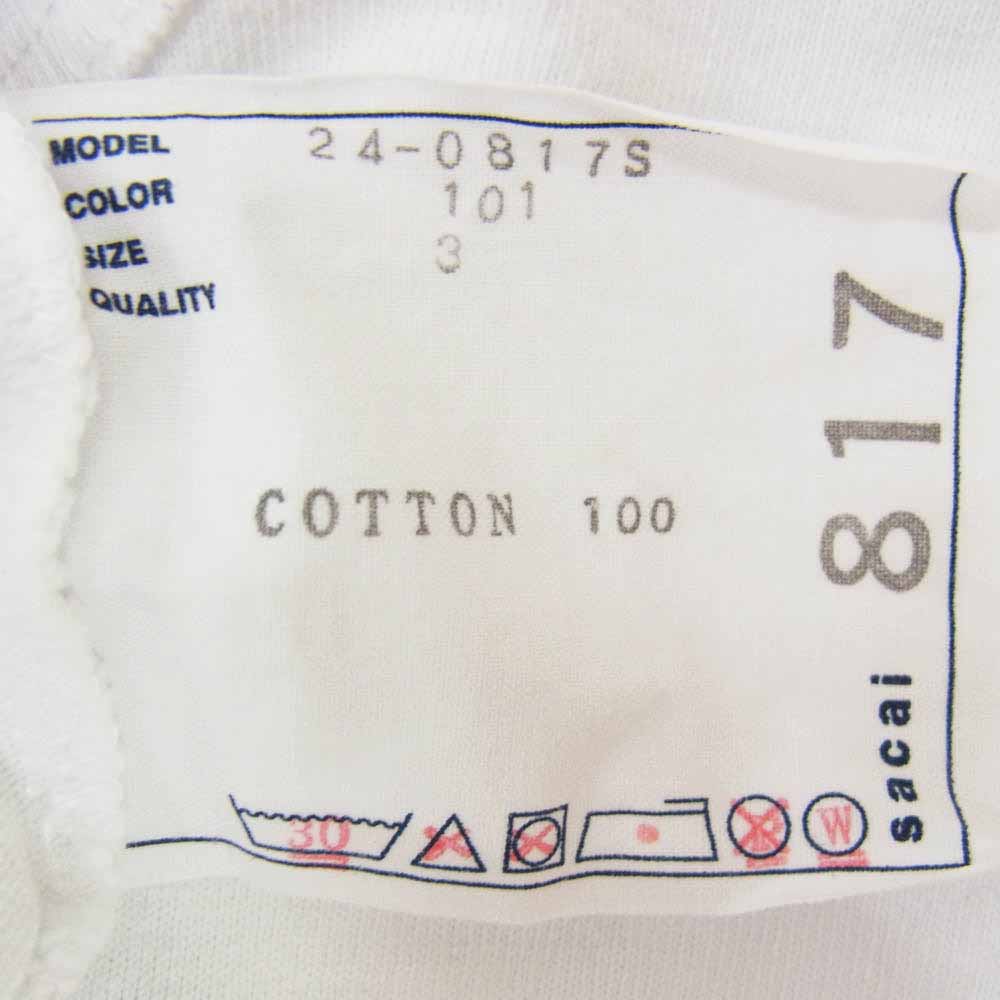 MODEL 24-0817S
COLOR 101
SIZE 3
QUALITY
COTTON 100
817
sacai
30 W